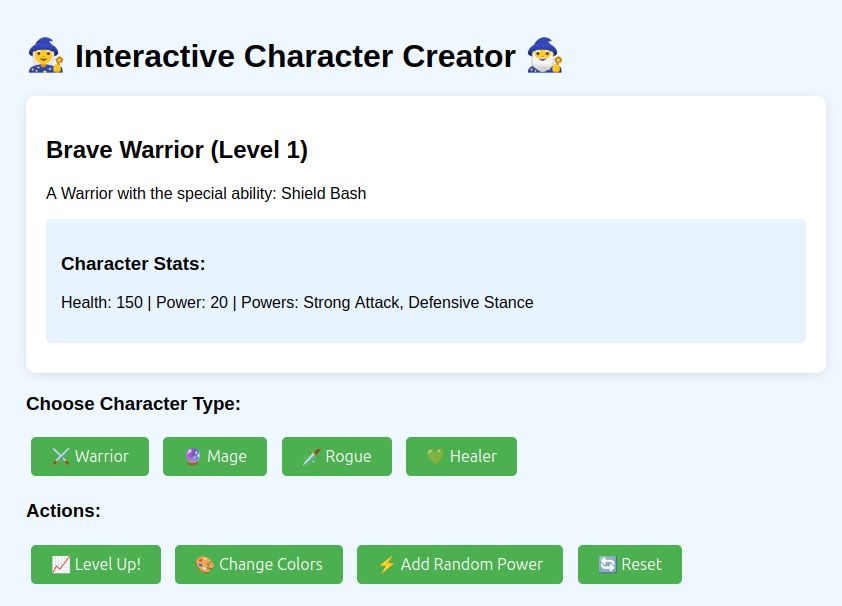 🧙‍♀️ Interactive Character Creator 🧙‍♂️
Brave Warrior (Level 1)
A Warrior with the special ability: Shield Bash
Character Stats:
Health: 150 | Power: 20 | Powers: Strong Attack, Defensive Stance
Choose Character Type:
⚔️ Warrior 🔮 Mage 🗡️ Rogue 💚 Healer
Actions:
📈 Level Up! 🎨 Change Colors ⚡ Add Random Power 🔄 Reset